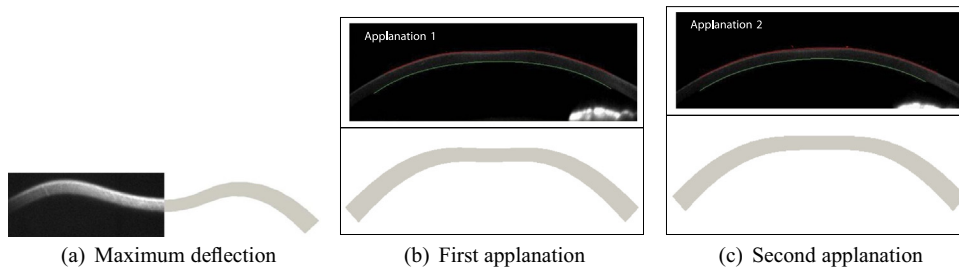 Applanation 1
Applanation 2
(a) Maximum deflection
(b) First applanation
(c) Second applanation